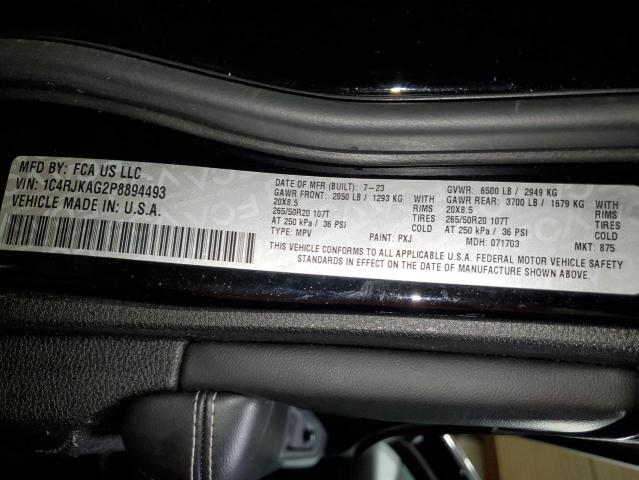 MFD BY: FCA US LLC
VIN: 1C4RJKAG2P8894493
VEHICLE MADE IN: U.S.A.
DATE OF MFR (BUILT): 7-23
GAWR FRONT: 2850 LB / 1293 KG
20X8.5
265/50R20 107T
AT 250 kPa / 36 PSI
TYPE: MPV PAINT: PXJ
WITH
RIMS
TIRES
COLD
GVWR: 6500 LB / 2949 KG
GAWR REAR: 3700 LB / 1679 KG
20X8.5
265/50R20 107T
AT 250 kPa / 36 PSI
MDH: 071703 MKT: 875
WITH
RIMS
TIRES
COLD
THIS VEHICLE CONFORMS TO ALL APPLICABLE U.S.A. FEDERAL MOTOR VEHICLE SAFETY
STANDARDS IN EFFECT ON THE DATE OF MANUFACTURE SHOWN ABOVE.